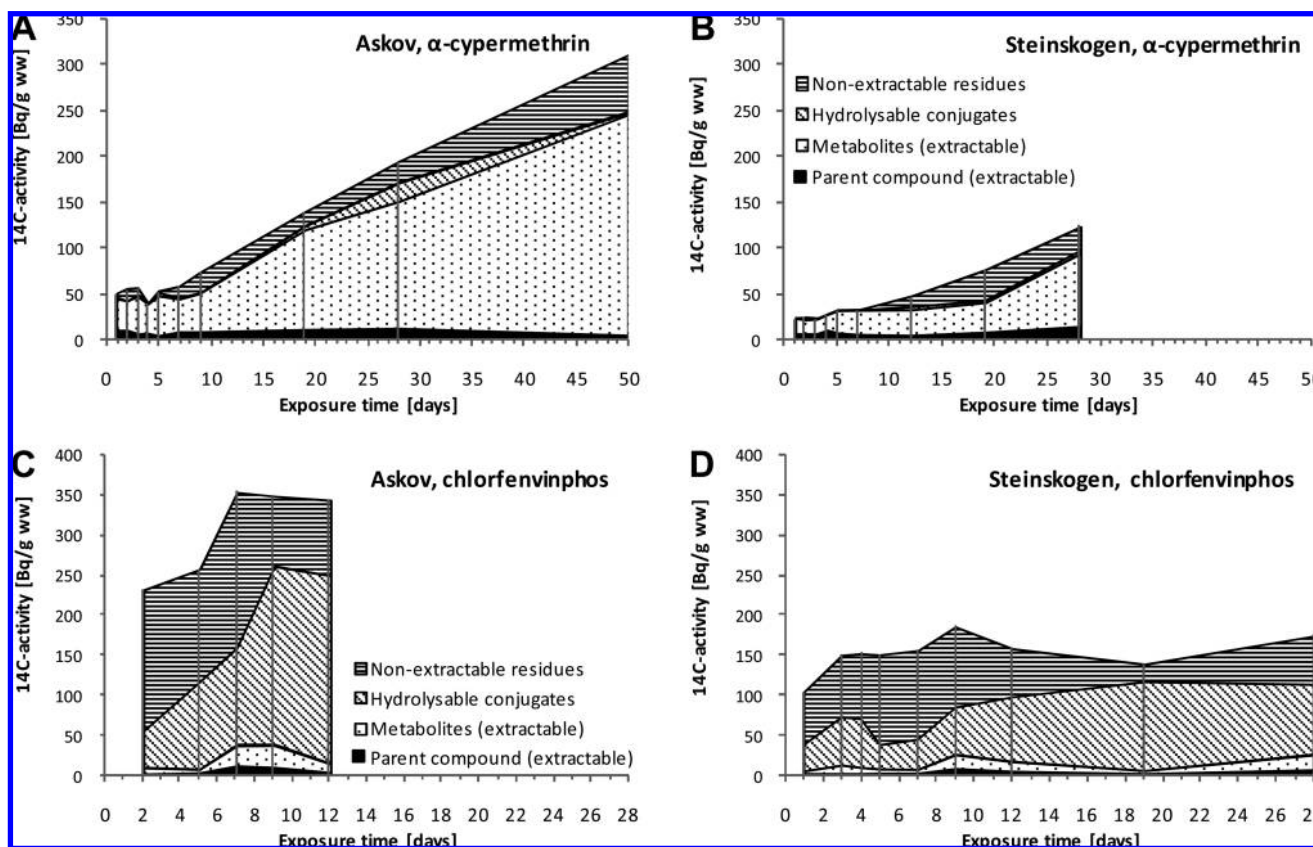 A
Askov, α-cypermethrin
14C-activity [Bq/g ww]
350
300
250
200
150
100
50
0
0 5 10 15 20 25 30 35 40 45 50
Exposure time [days]
B
Steinskogen, α-cypermethrin
Non-extractable residues
Hydrolysable conjugates
Metabolites (extractable)
Parent compound (extractable)
14C-activity [Bq/g ww]
350
300
250
200
150
100
50
0
0 5 10 15 20 25 30 35 40 45
Exposure time [days]
C
Askov, chlorfenvinphos
14C-activity [Bq/g ww]
400
350
300
250
200
150
100
50
0
Non-extractable residues
Hydrolysable conjugates
Metabolites (extractable)
Parent compound (extractable)
0 2 4 6 8 10 12 14 16 18 20 22 24 26 28
Exposure time [days]
D
Steinskogen, chlorfenvinphos
14C-activity [Bq/g ww]
400
350
300
250
200
150
100
50
0
0 2 4 6 8 10 12 14 16 18 20 22 24 26
Exposure time [days]